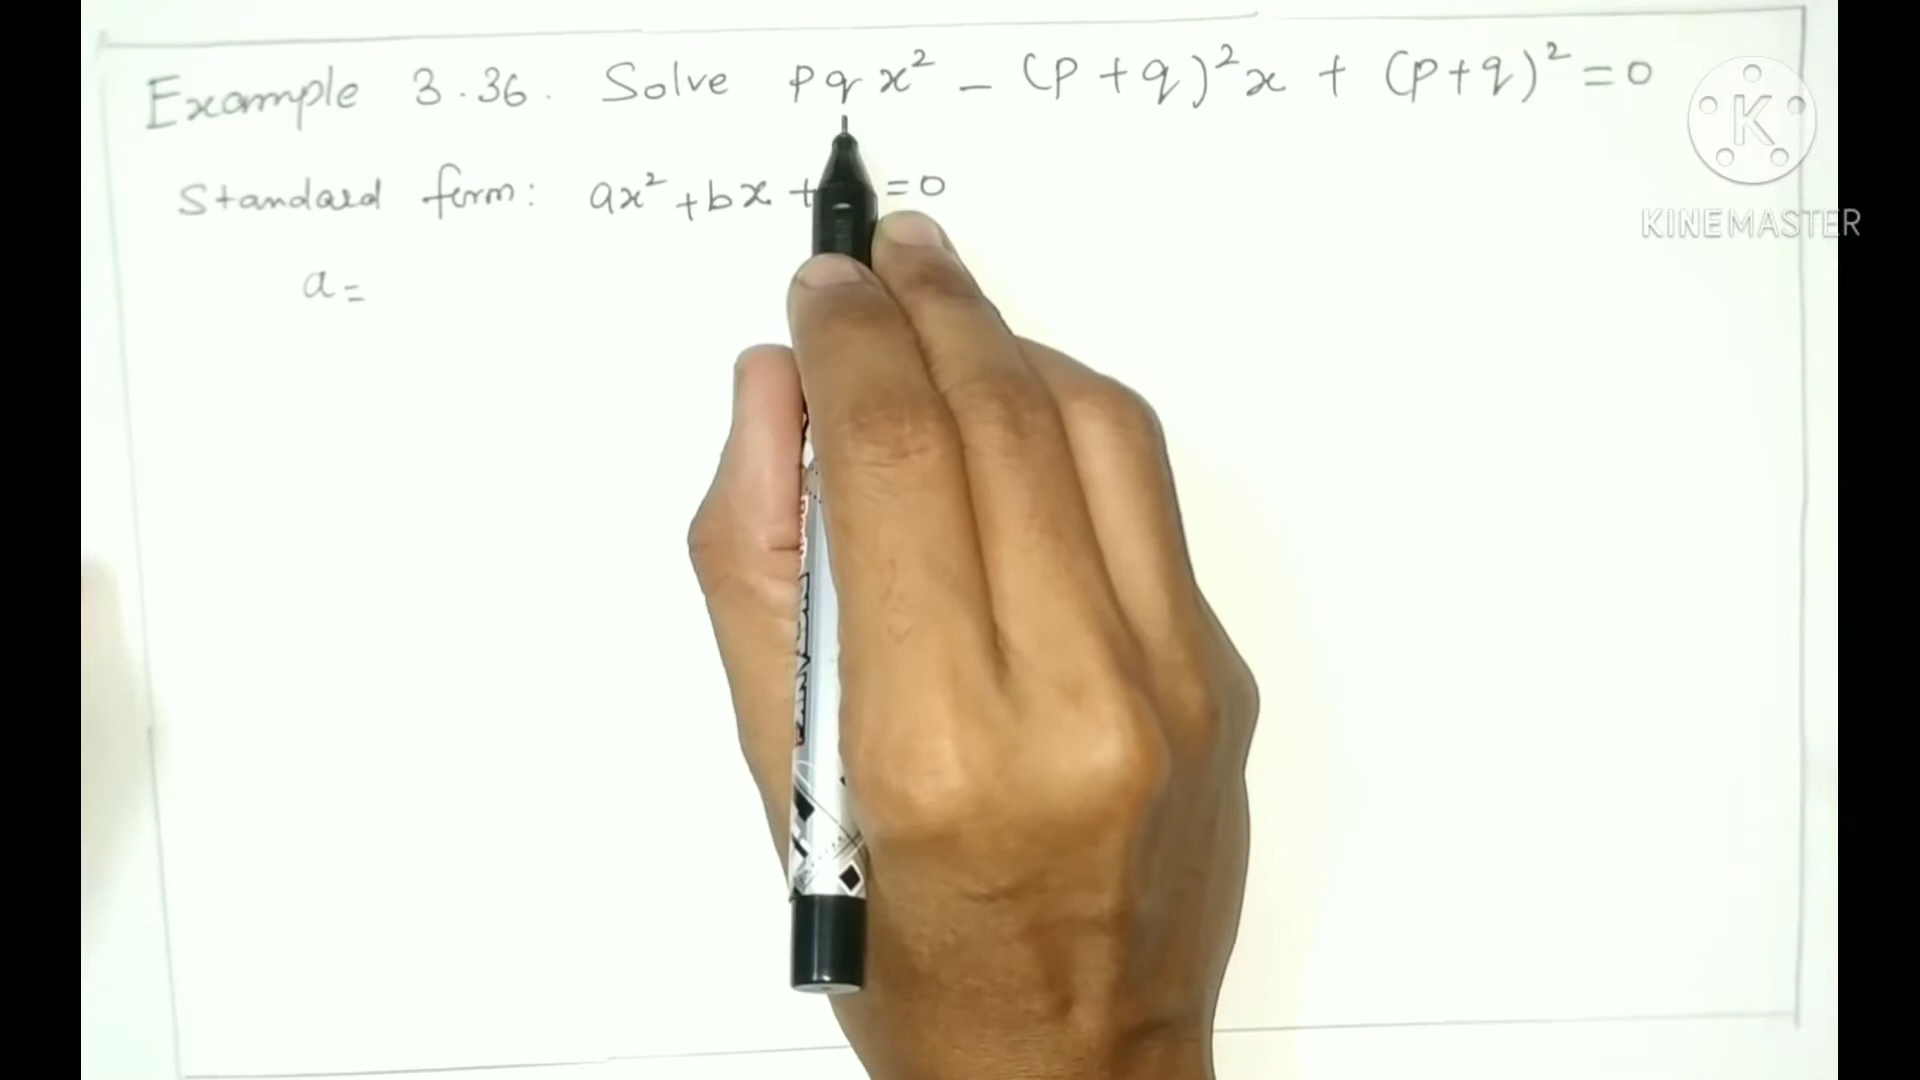 Example 3.36. Solve pqx² - (p+q)²x + (p+q)² = 0
Standard form: ax² + bx + = 0
a =
K
KINEMASTER